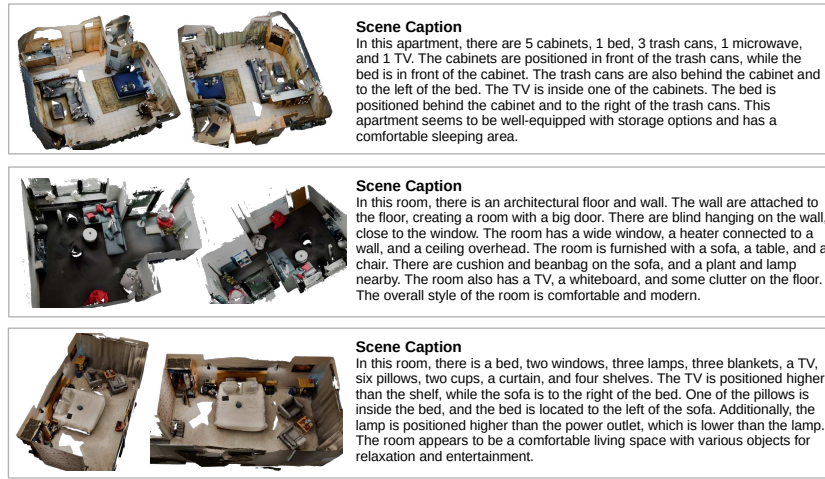 Scene Caption
In this apartment, there are 5 cabinets, 1 bed, 3 trash cans, 1 microwave,
and 1 TV. The cabinets are positioned in front of the trash cans, while the
bed is in front of the cabinet. The trash cans are also behind the cabinet and
to the left of the bed. The TV is inside one of the cabinets. The bed is
positioned behind the cabinet and to the right of the trash cans. This
apartment seems to be well-equipped with storage options and has a
comfortable sleeping area.
Scene Caption
In this room, there is an architectural floor and wall. The wall are attached to
the floor, creating a room with a big door. There are blind hanging on the wall,
close to the window. The room has a wide window, a heater connected to a
wall, and a ceiling overhead. The room is furnished with a sofa, a table, and a
chair. There are cushion and beanbag on the sofa, and a plant and lamp
nearby. The room also has a TV, a whiteboard, and some clutter on the floor.
The overall style of the room is comfortable and modern.
Scene Caption
In this room, there is a bed, two windows, three lamps, three blankets, a TV,
six pillows, two cups, a curtain, and four shelves. The TV is positioned higher
than the shelf, while the sofa is to the right of the bed. One of the pillows is
inside the bed, and the bed is located to the left of the sofa. Additionally, the
lamp is positioned higher than the power outlet, which is lower than the lamp.
The room appears to be a comfortable living space with various objects for
relaxation and entertainment.